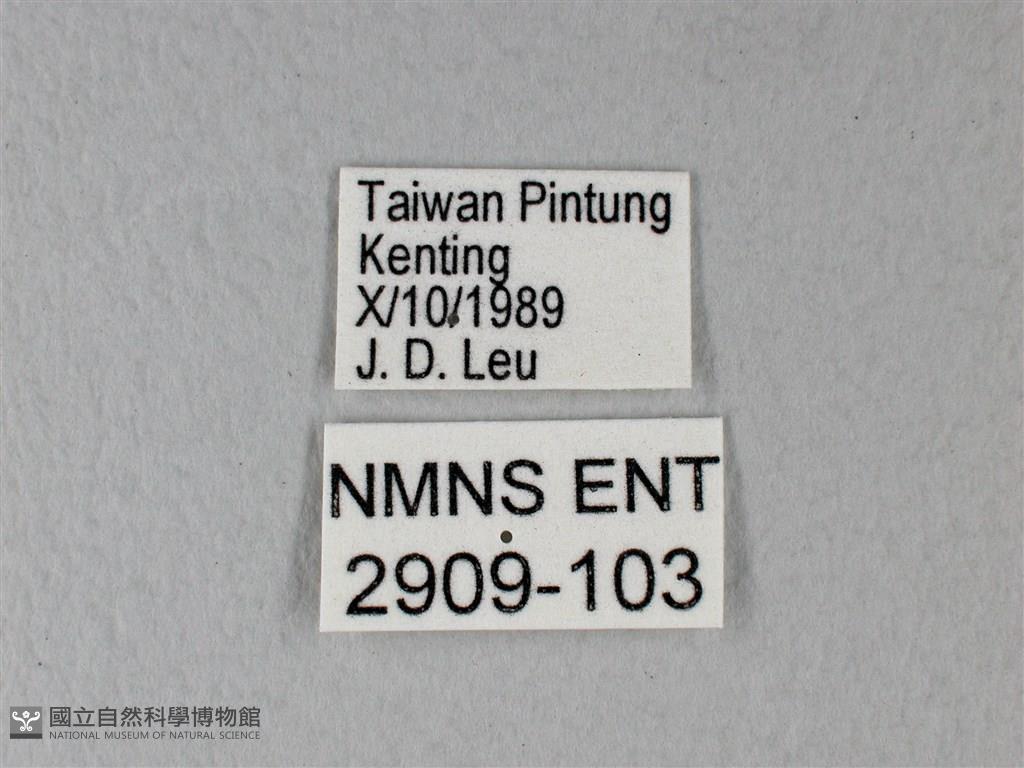 Taiwan Pintung
Kenting
X/10/1989
J. D. Leu
NMNS ENT
2909-103
國立自然科學博物館
NATIONAL MUSEUM OF NATURAL SCIENCE